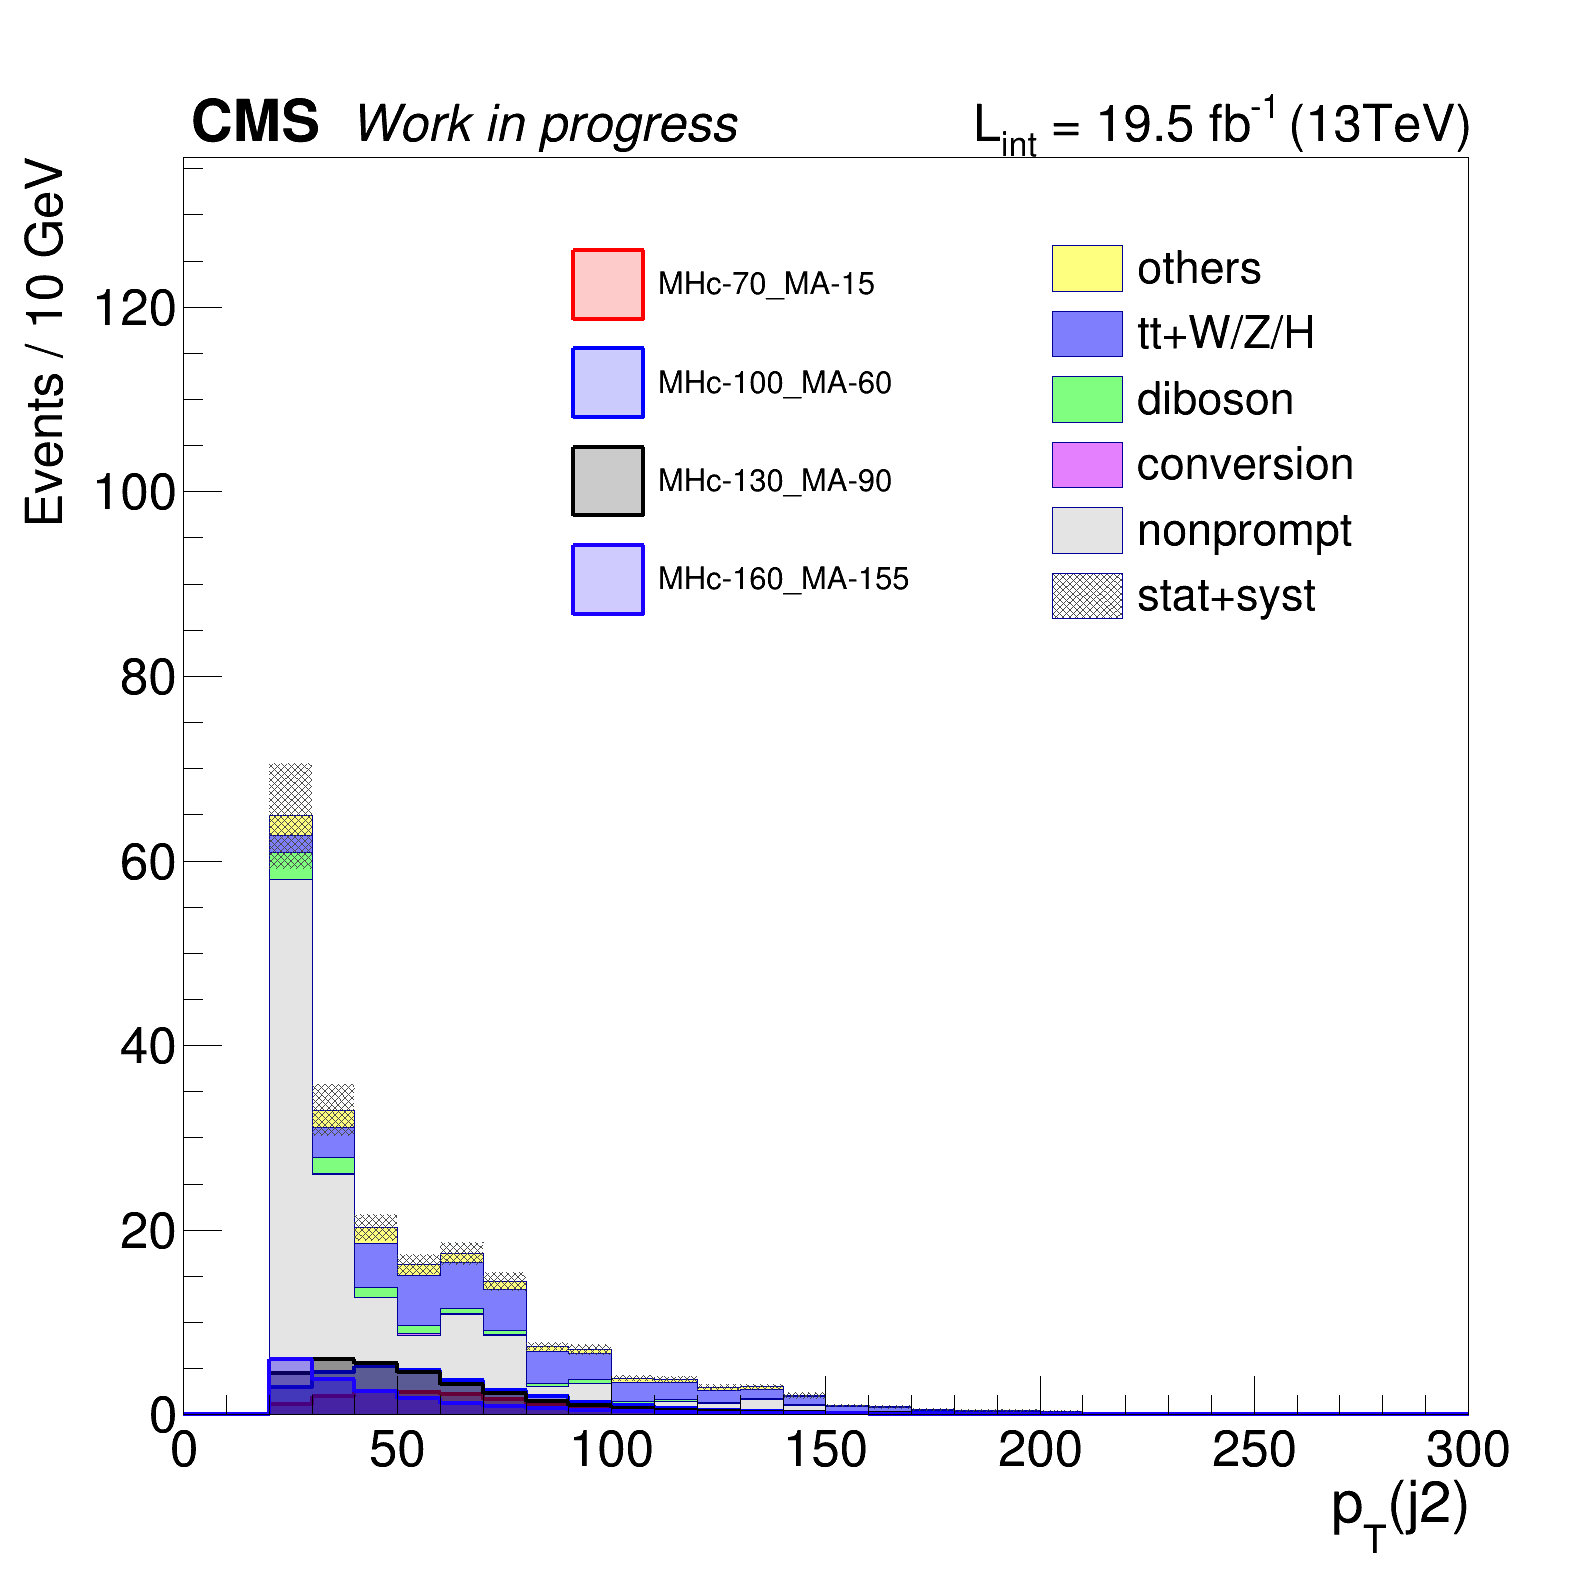 CMS Work in progress
L_int = 19.5 fb^-1 (13TeV)
Events / 10 GeV
MHc-70_MA-15
MHc-100_MA-60
MHc-130_MA-90
MHc-160_MA-155
others
tt+W/Z/H
diboson
conversion
nonprompt
stat+syst
120
100
80
60
40
20
0
0 50 100 150 200 250 300
p_T(j2)